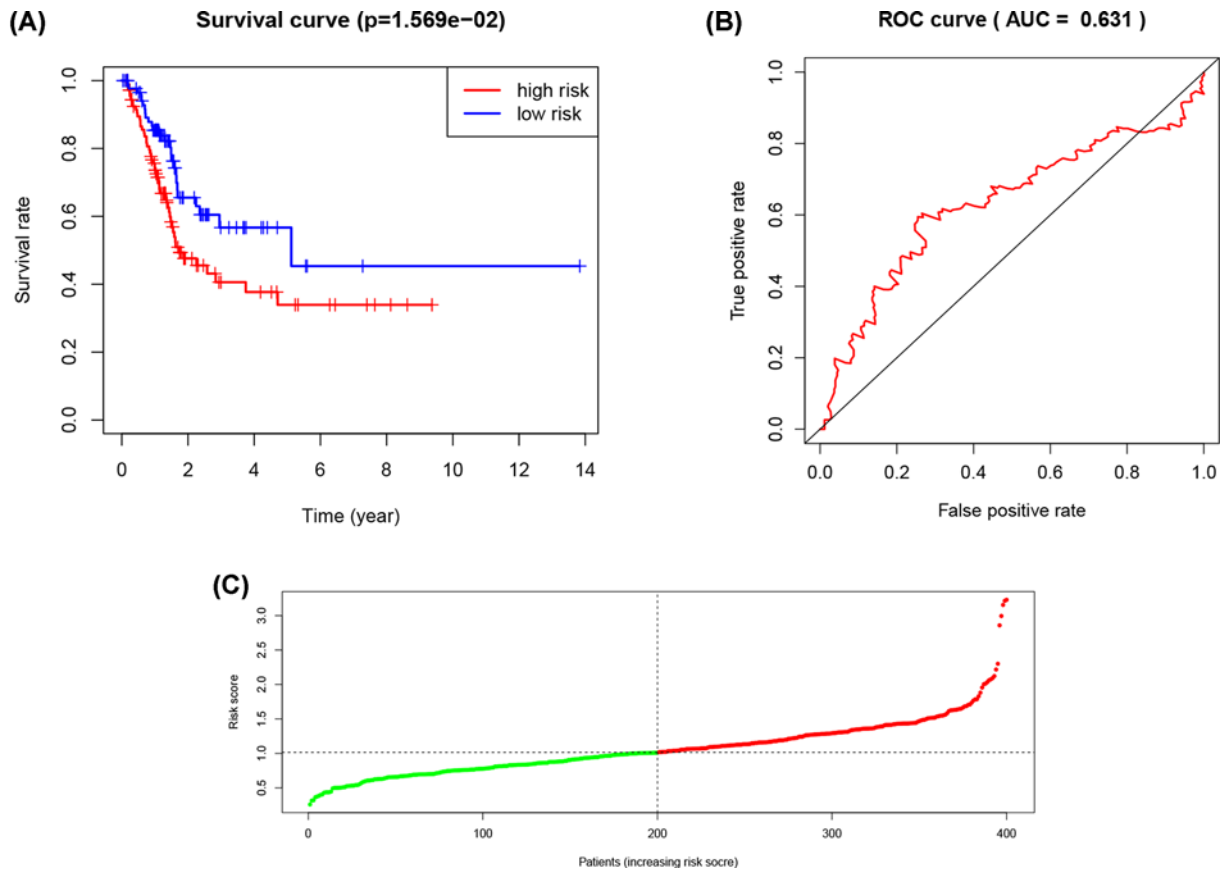 (A)
Survival curve (p=1.569e−02)
high risk
low risk
Survival rate
1.0
0.8
0.6
0.4
0.2
0.0
0 2 4 6 8 10 12 14
Time (year)
(B)
ROC curve ( AUC = 0.631 )
True positive rate
1.0
0.8
0.6
0.4
0.2
0.0
0.0 0.2 0.4 0.6 0.8 1.0
False positive rate
(C)
Risk score
3.0
2.5
2.0
1.5
1.0
0.5
0 100 200 300 400
Patients (increasing risk socre)